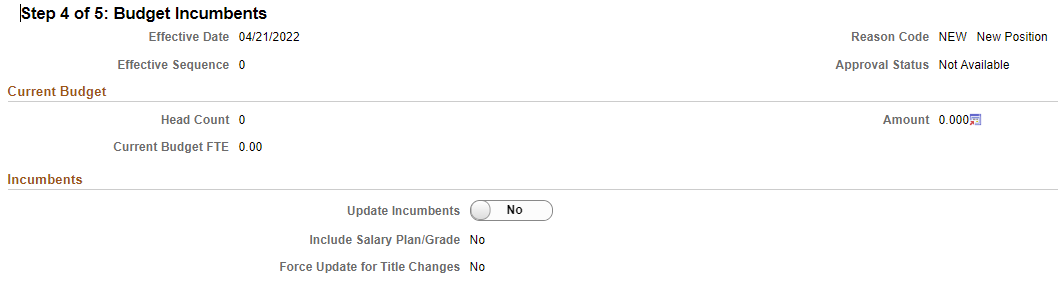 Step 4 of 5: Budget Incumbents
Effective Date 04/21/2022 Reason Code NEW New Position
Effective Sequence 0 Approval Status Not Available
Current Budget
Head Count 0 Amount 0.000
Current Budget FTE 0.00
Incumbents
Update Incumbents No
Include Salary Plan/Grade No
Force Update for Title Changes No